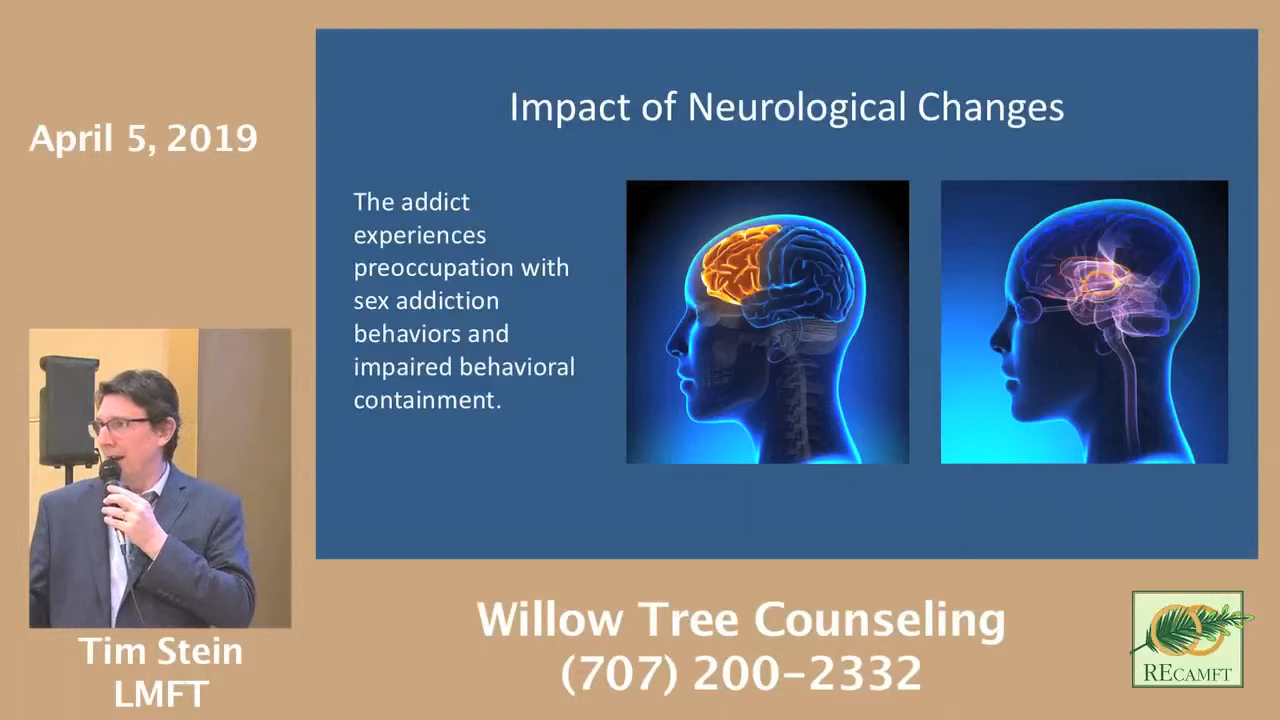 April 5, 2019
Impact of Neurological Changes
The addict
experiences
preoccupation with
sex addiction
behaviors and
impaired behavioral
containment.
Tim Stein
LMFT
Willow Tree Counseling
(707) 200-2332
RECAMFT